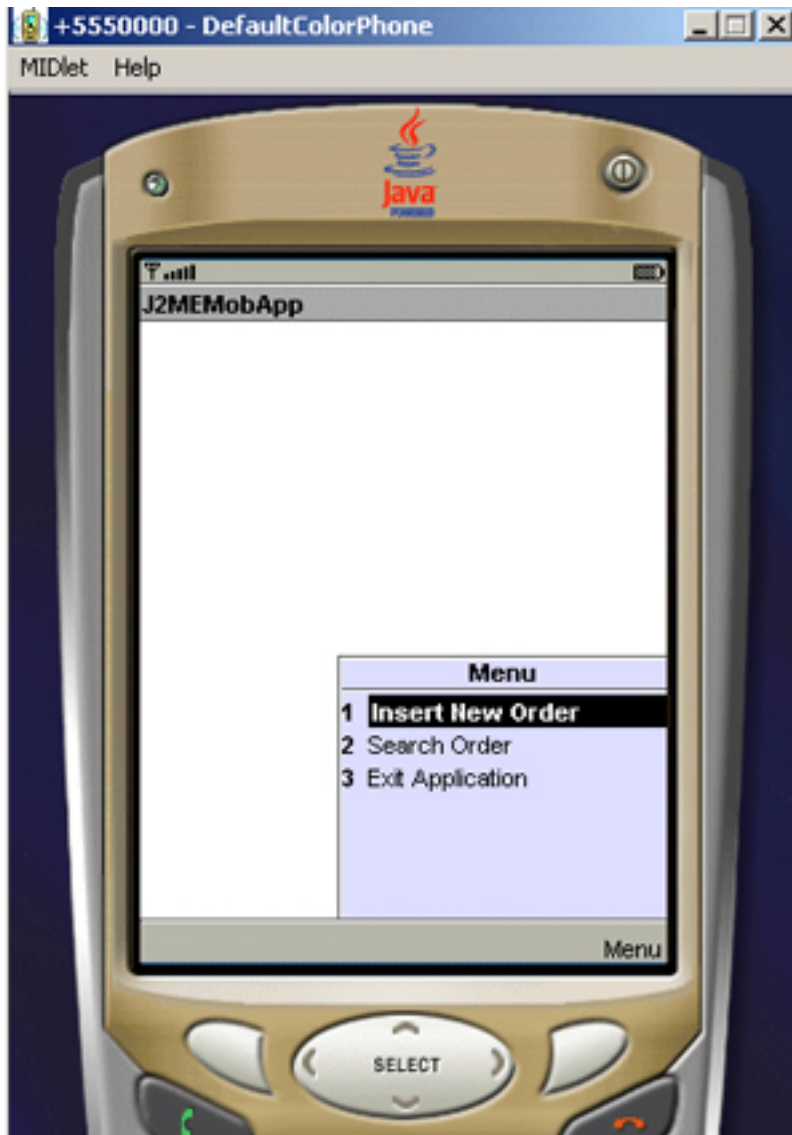 +5550000 - DefaultColorPhone
MIDlet Help
Java
POWERED
J2MEMobApp
Menu
1 Insert New Order
2 Search Order
3 Exit Application
Menu
SELECT